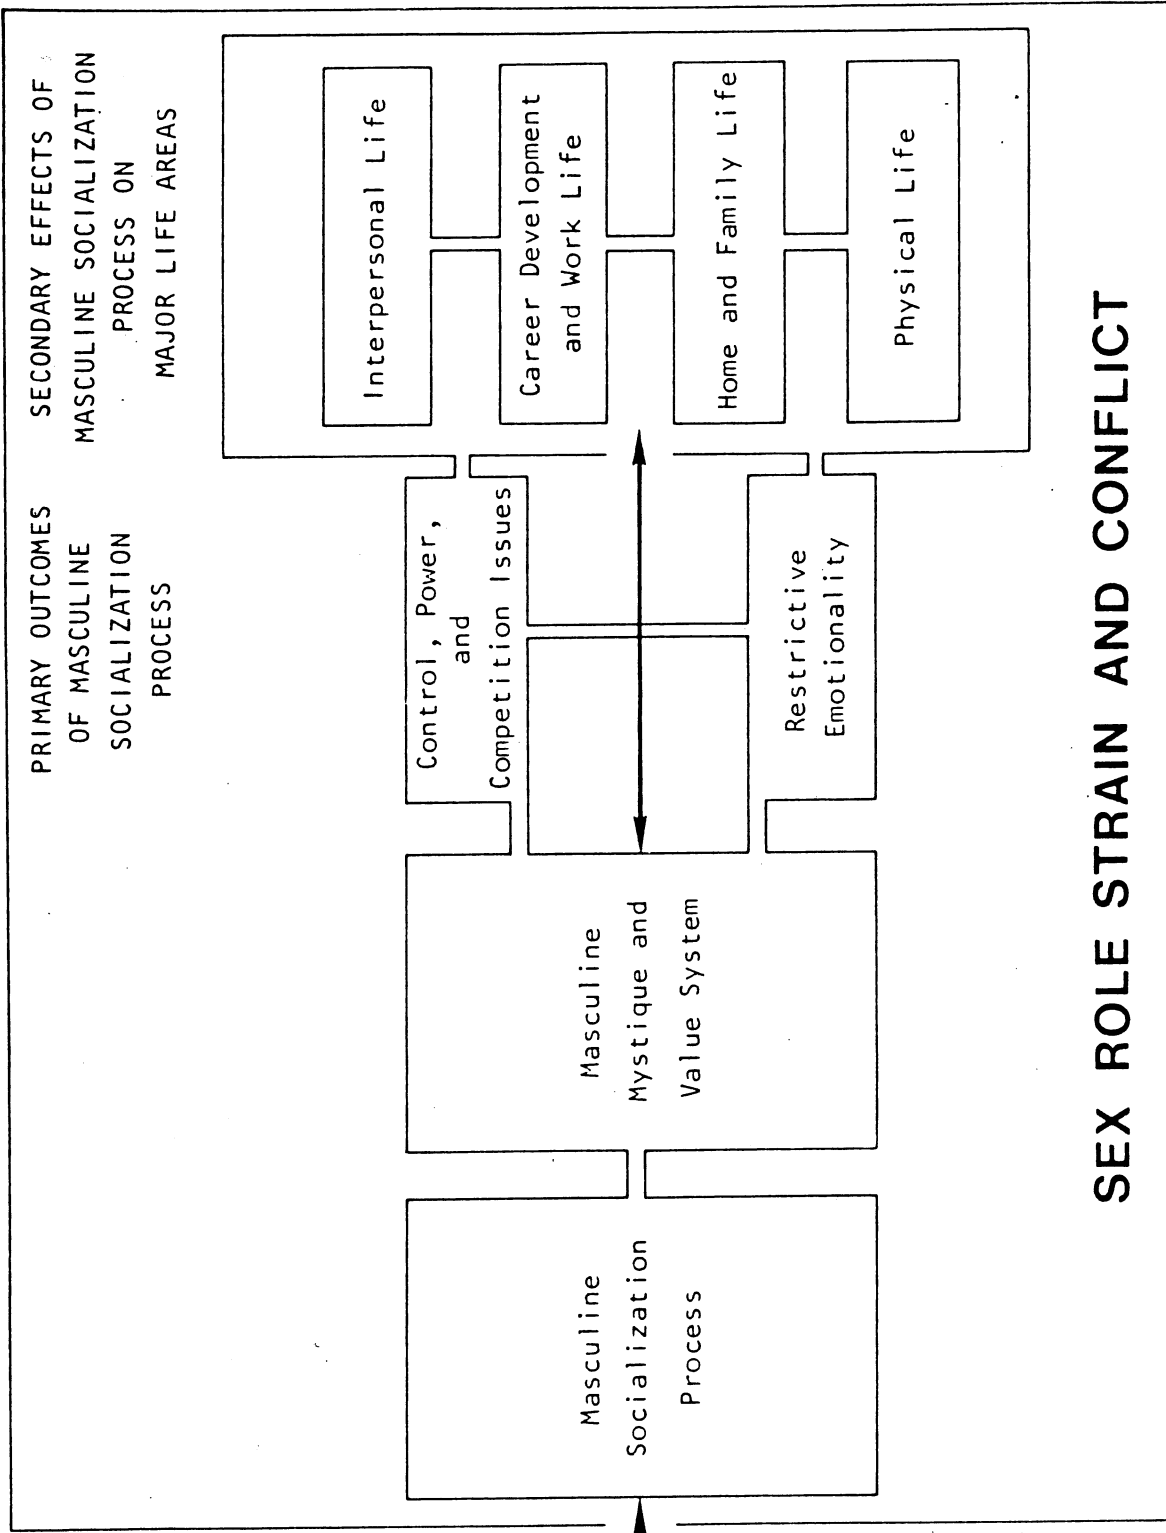 PRIMARY OUTCOMES
OF MASCULINE
SOCIALIZATION
PROCESS
SECONDARY EFFECTS OF
MASCULINE SOCIALIZATION
PROCESS ON
MAJOR LIFE AREAS
Masculine
Socialization
Process
Masculine
Mystique and
Value System
Control, Power,
and
Competition Issues
Restrictive
Emotionality
Interpersonal Life
Career Development
and Work Life
Home and Family Life
Physical Life
SEX ROLE STRAIN AND CONFLICT